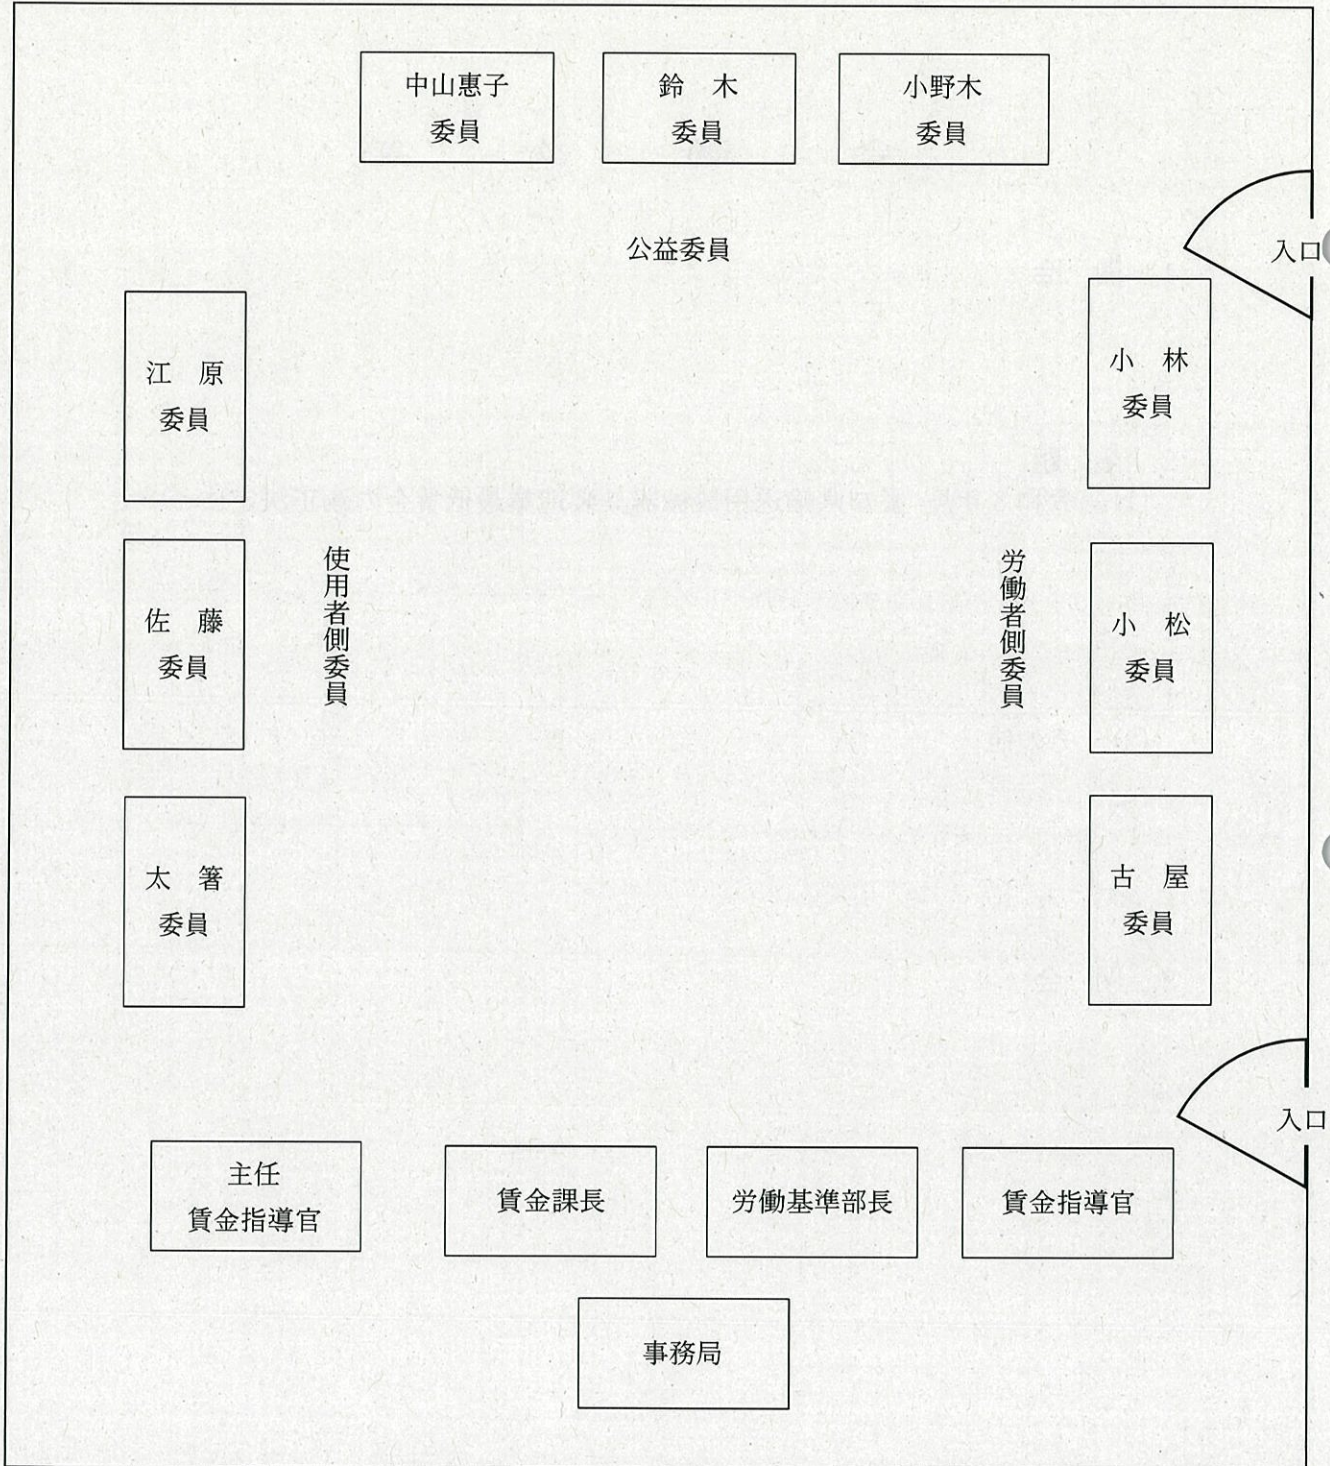 中山惠子
委員
鈴　木
委員
小野木
委員
公益委員
入口
江　原
委員
小　林
委員
佐　藤
委員
使用者側委員
労働者側委員
小　松
委員
太　箸
委員
古　屋
委員
入口
主任
賃金指導官
賃金課長
労働基準部長
賃金指導官
事務局